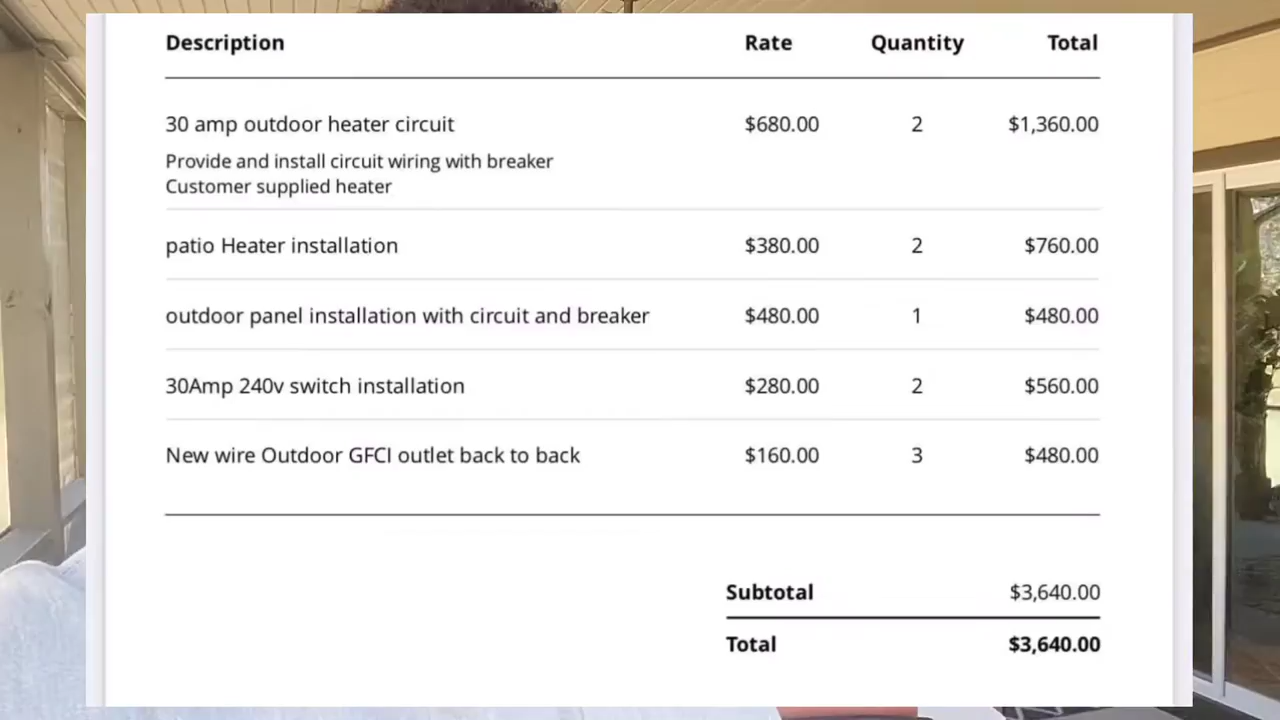 Description Rate Quantity Total
30 amp outdoor heater circuit $680.00 2 $1,360.00
Provide and install circuit wiring with breaker
Customer supplied heater
patio Heater installation $380.00 2 $760.00
outdoor panel installation with circuit and breaker $480.00 1 $480.00
30Amp 240v switch installation $280.00 2 $560.00
New wire Outdoor GFCI outlet back to back $160.00 3 $480.00
Subtotal $3,640.00
Total $3,640.00